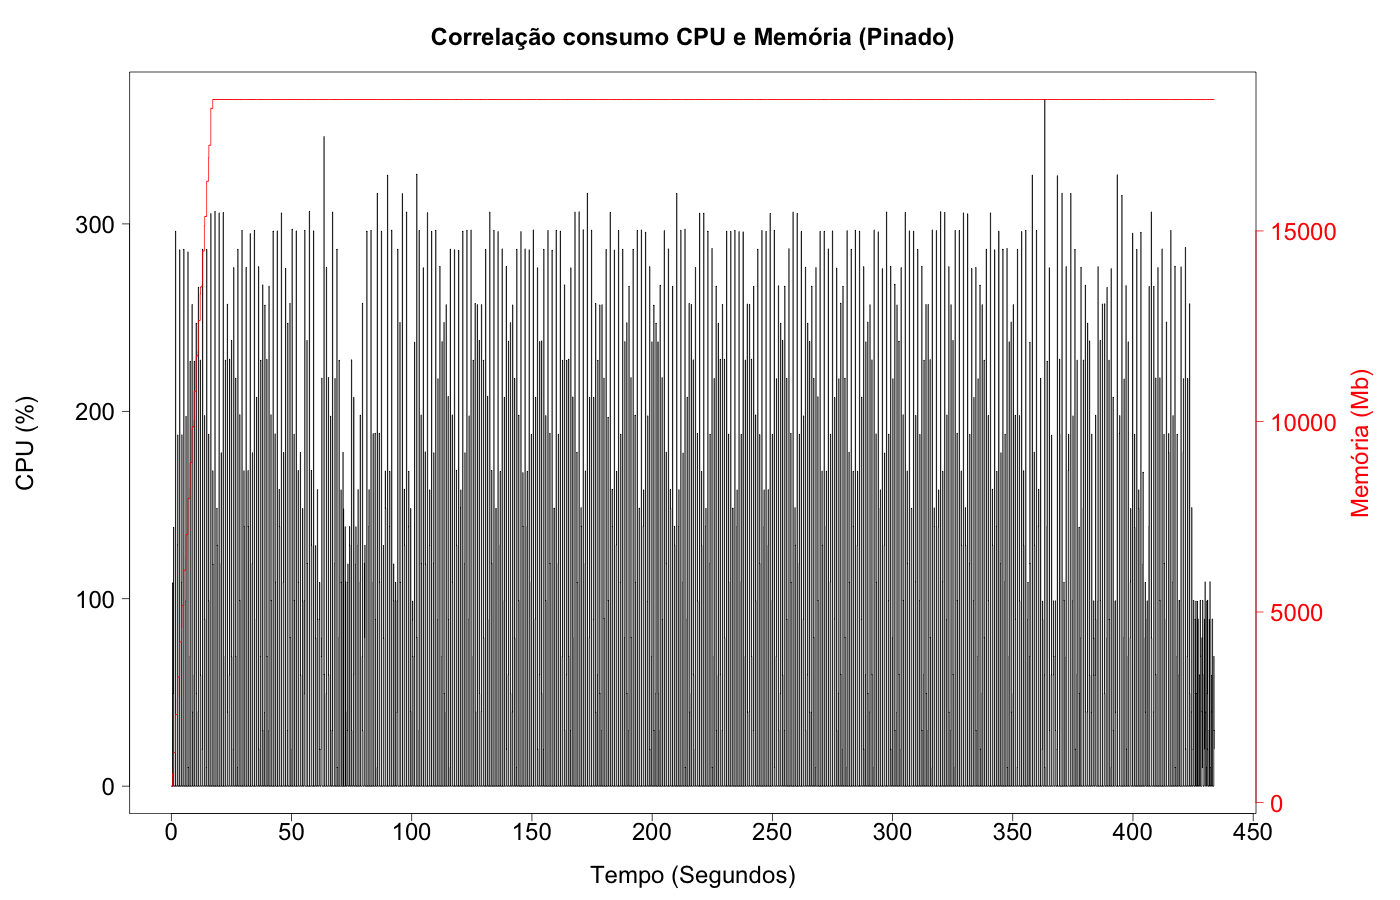 Correlação consumo CPU e Memória (Pinado)
CPU (%)
300
200
100
0
15000
10000
5000
0
Memória (Mb)
0 50 100 150 200 250 300 350 400 450
Tempo (Segundos)